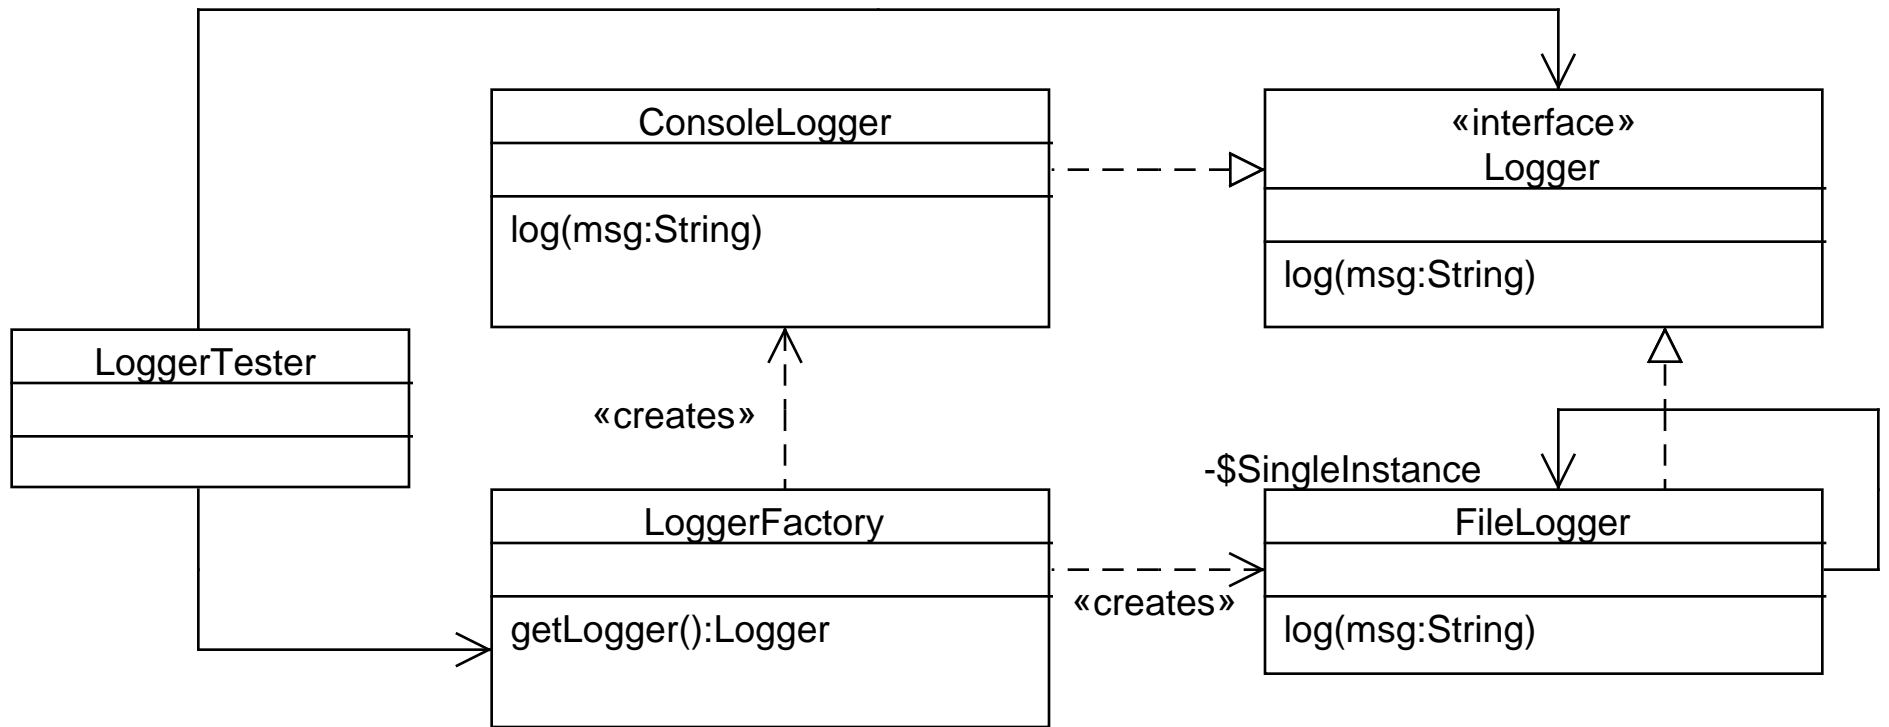 ConsoleLogger
log(msg:String)
«interface»
Logger
log(msg:String)
LoggerTester
«creates»
-$SingleInstance
LoggerFactory
getLogger():Logger
«creates»
FileLogger
log(msg:String)